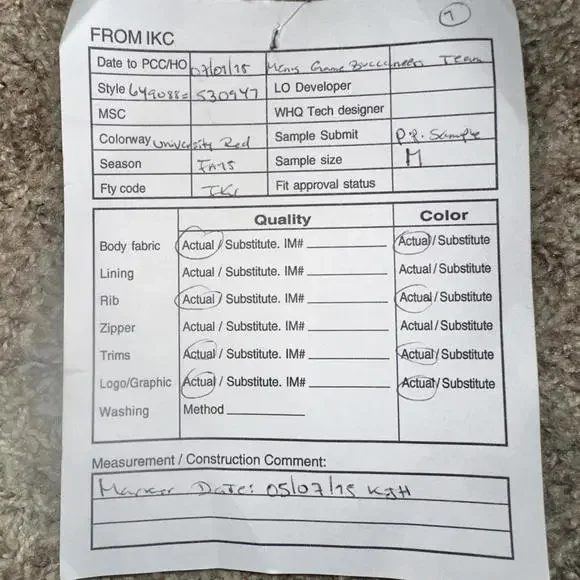 7
FROM IKC
Date to PCC/HO 07/07/15 Mens Game Buccaneers Team
Style 649088= 530947 LO Developer
MSC WHQ Tech designer
Colorway University Red Sample Submit P.P. Sample
Season FA15 Sample size M
Fty code IKC Fit approval status
Quality Color
Body fabric Actual / Substitute. IM# Actual / Substitute
Lining Actual / Substitute. IM# Actual / Substitute
Rib Actual / Substitute. IM# Actual / Substitute
Zipper Actual / Substitute. IM# Actual / Substitute
Trims Actual / Substitute. IM# Actual / Substitute
Logo/Graphic Actual / Substitute. IM# Actual / Substitute
Washing Method
Measurement / Construction Comment:
Marker Date: 05/07/15 KJH